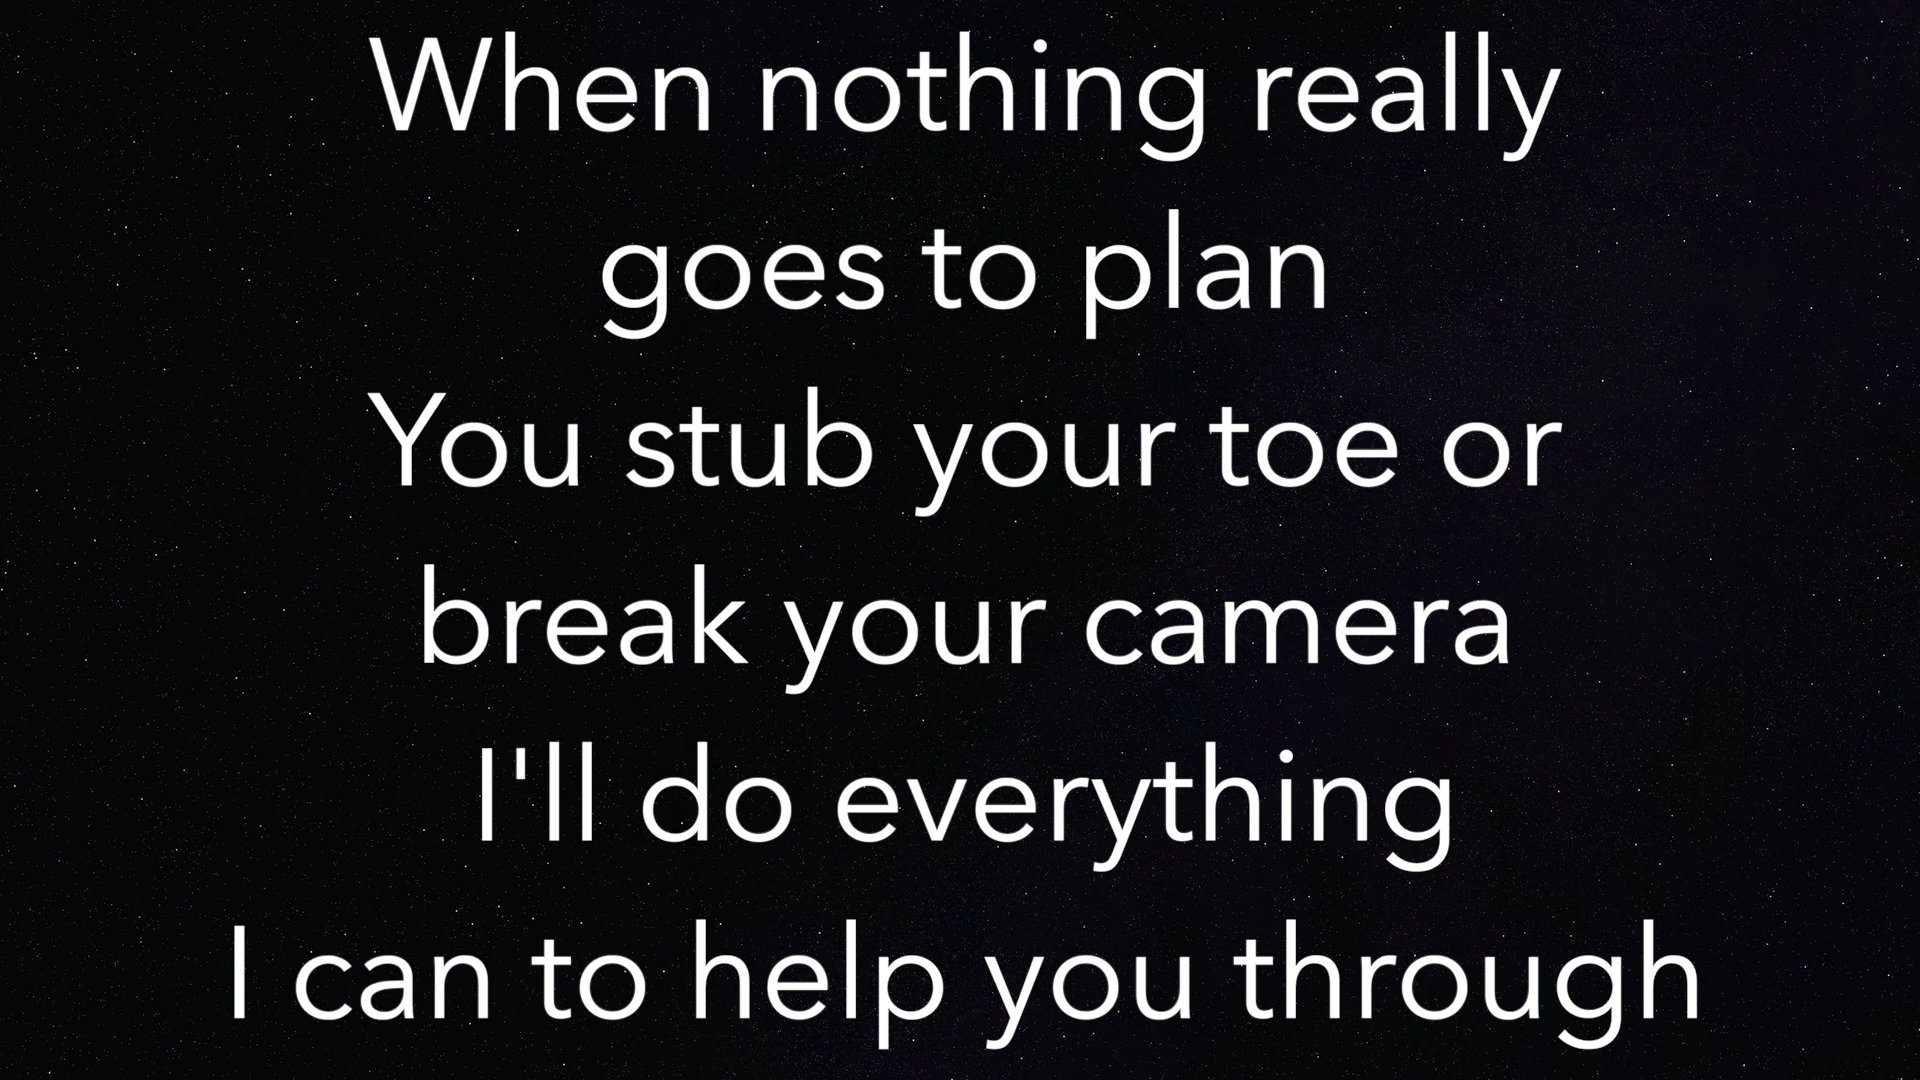 When nothing really
goes to plan
You stub your toe or
break your camera
I'll do everything
I can to help you through